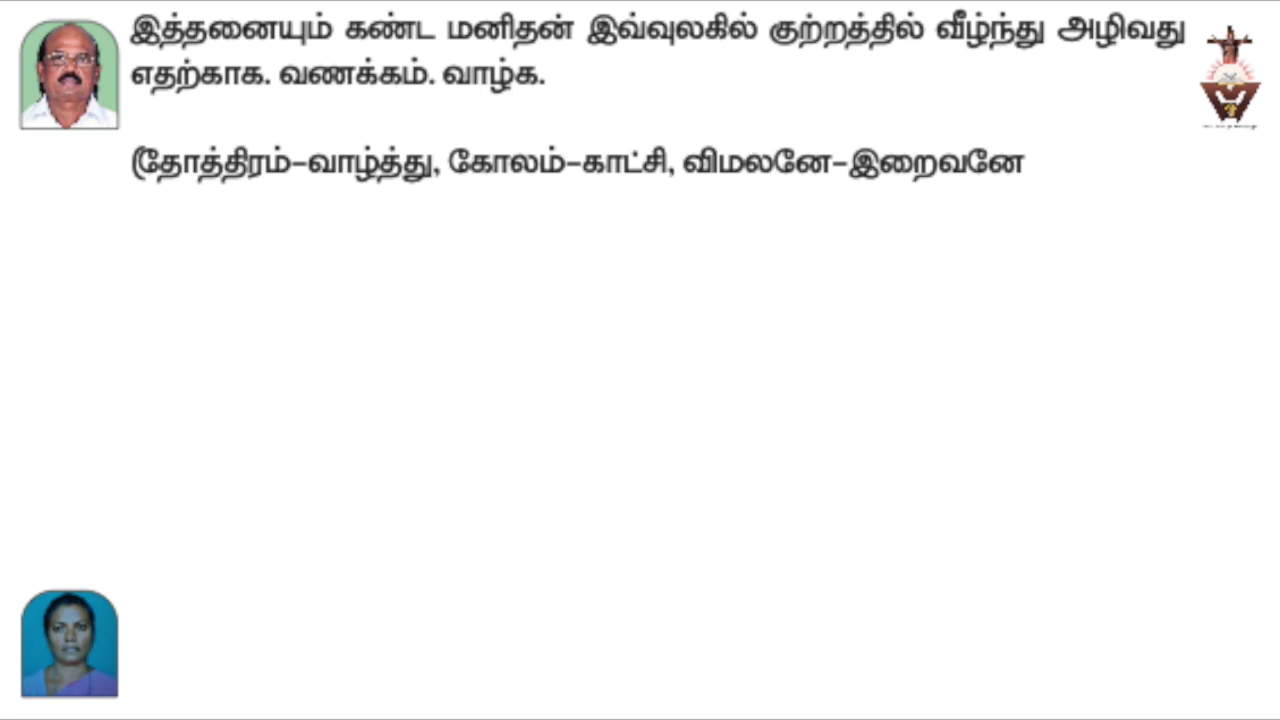 இத்தனையும் கண்ட மனிதன் இவ்வுலகில் குற்றத்தில் வீழ்ந்து அழிவது
எதற்காக. வணக்கம். வாழ்க.
(தோத்திரம்–வாழ்த்து, கோலம்–காட்சி, விமலனே–இறைவனே